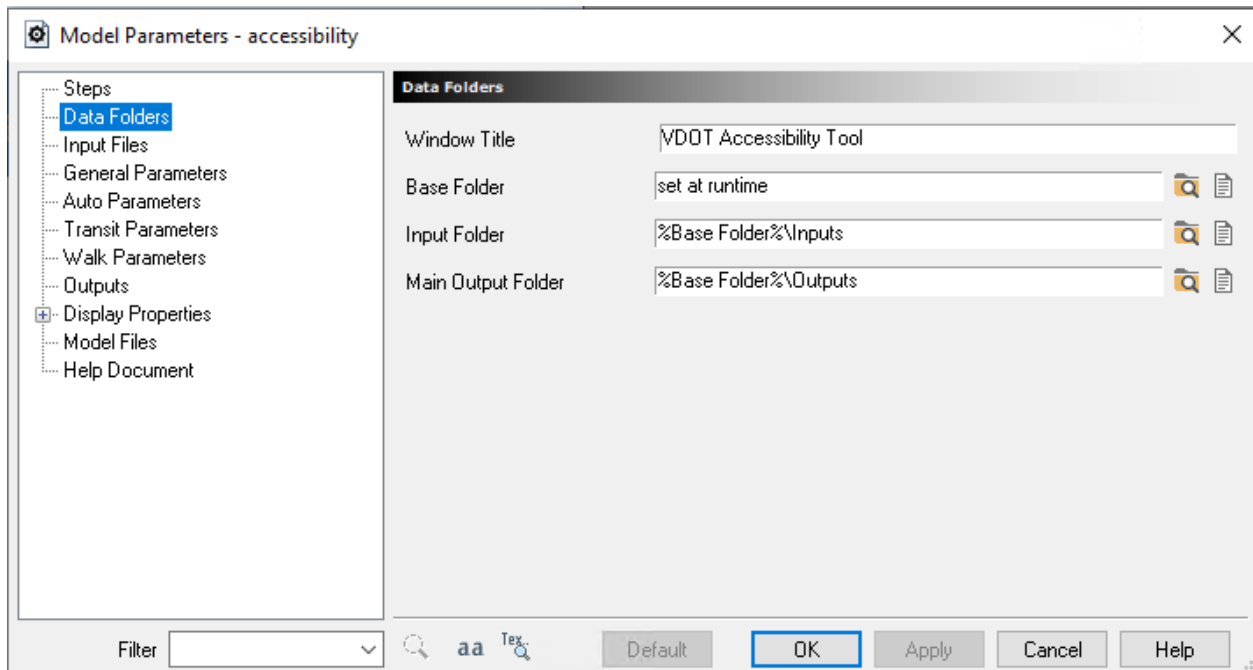 Model Parameters - accessibility
Steps
Data Folders
Input Files
General Parameters
Auto Parameters
Transit Parameters
Walk Parameters
Outputs
Display Properties
Model Files
Help Document
Filter
Data Folders
Window Title VDOT Accessibility Tool
Base Folder set at runtime
Input Folder %Base Folder%\Inputs
Main Output Folder %Base Folder%\Outputs
aa Tex
Default OK Apply Cancel Help